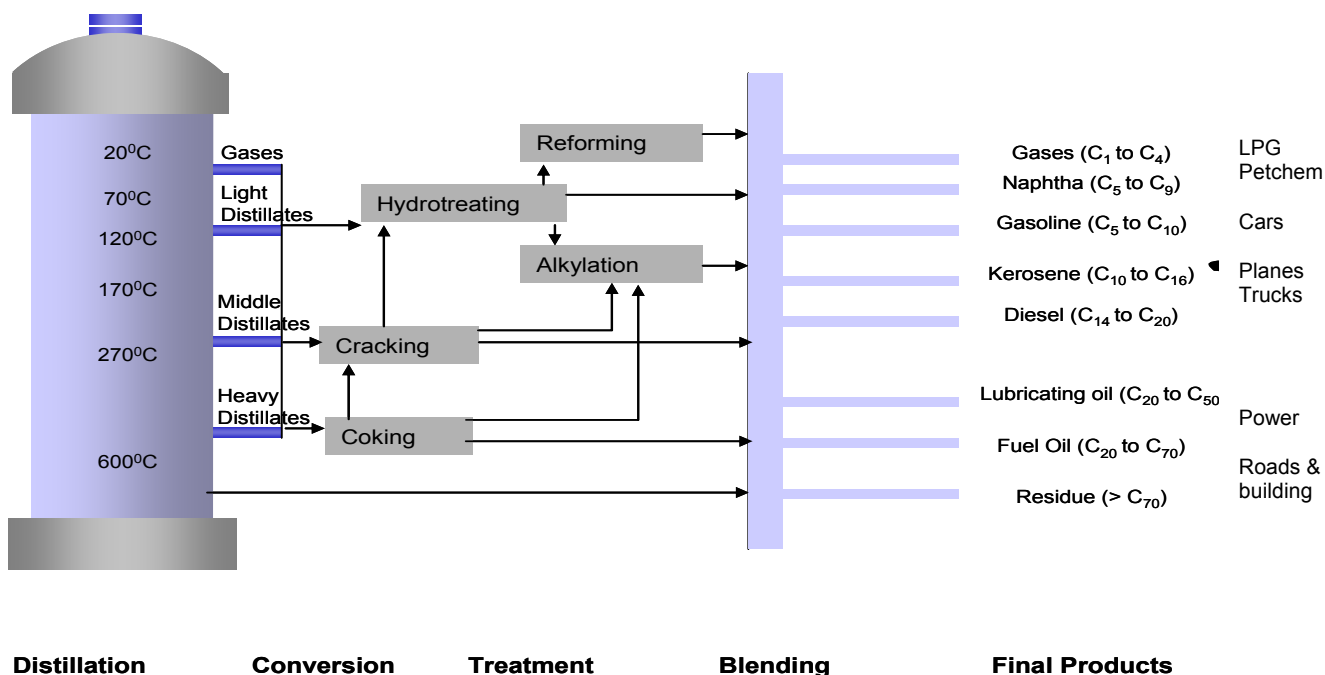 20⁰C
70⁰C
120⁰C
170⁰C
270⁰C
600⁰C
Gases
Light
Distillates
Middle
Distillates
Heavy
Distillates
Reforming
Hydrotreating
Alkylation
Cracking
Coking
Gases (C₁ to C₄)
Naphtha (C₅ to C₉)
Gasoline (C₅ to C₁₀)
Kerosene (C₁₀ to C₁₆)
Diesel (C₁₄ to C₂₀)
Lubricating oil (C₂₀ to C₅₀
Fuel Oil (C₂₀ to C₇₀)
Residue (> C₇₀)
LPG
Petchem
Cars
Planes
Trucks
Power
Roads &
building
Distillation
Conversion
Treatment
Blending
Final Products